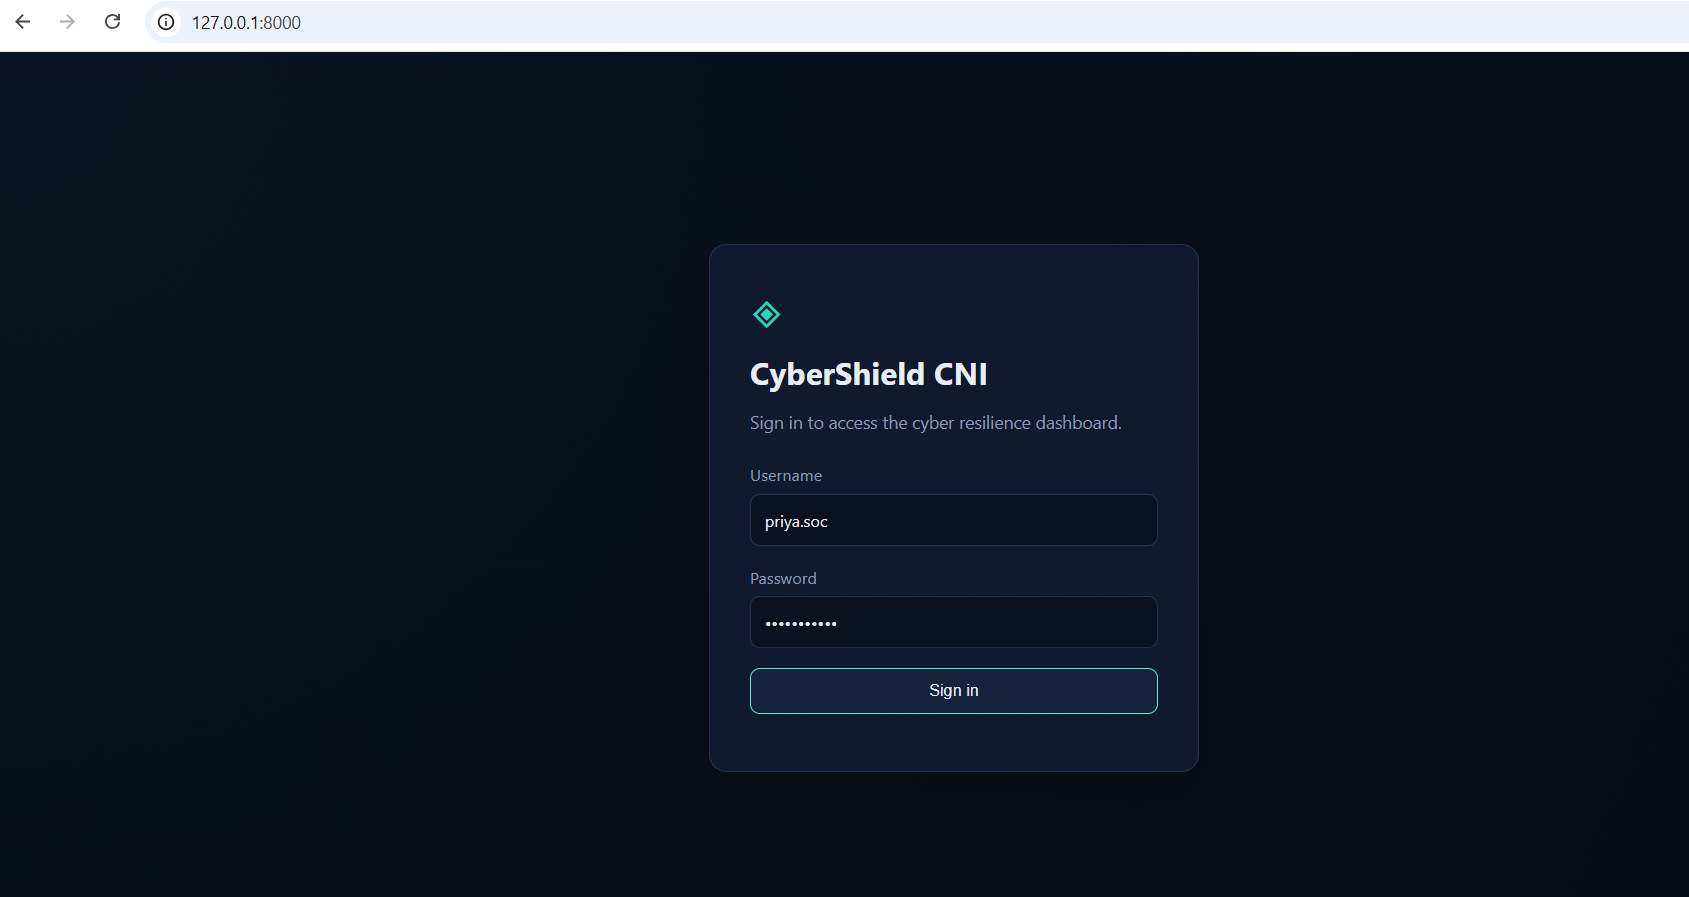 127.0.0.1:8000
CyberShield CNI
Sign in to access the cyber resilience dashboard.
Username
priya.soc
Password
•••••••••••
Sign in